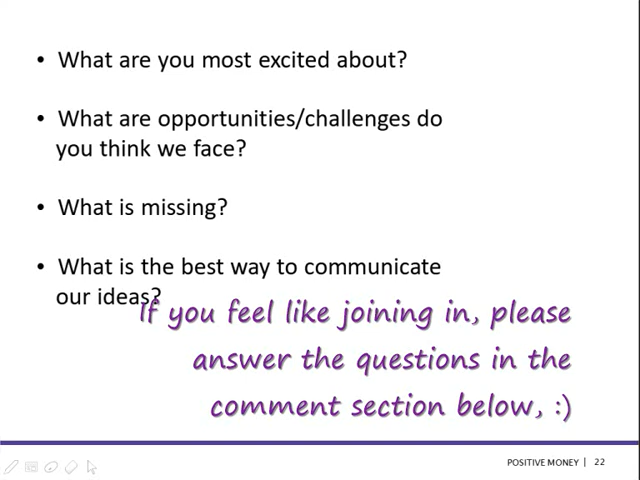 • What are you most excited about?
• What are opportunities/challenges do
you think we face?
• What is missing?
• What is the best way to communicate
our ideas?
If you feel like joining in, please
answer the questions in the
comment section below, :)
POSITIVE MONEY | 22